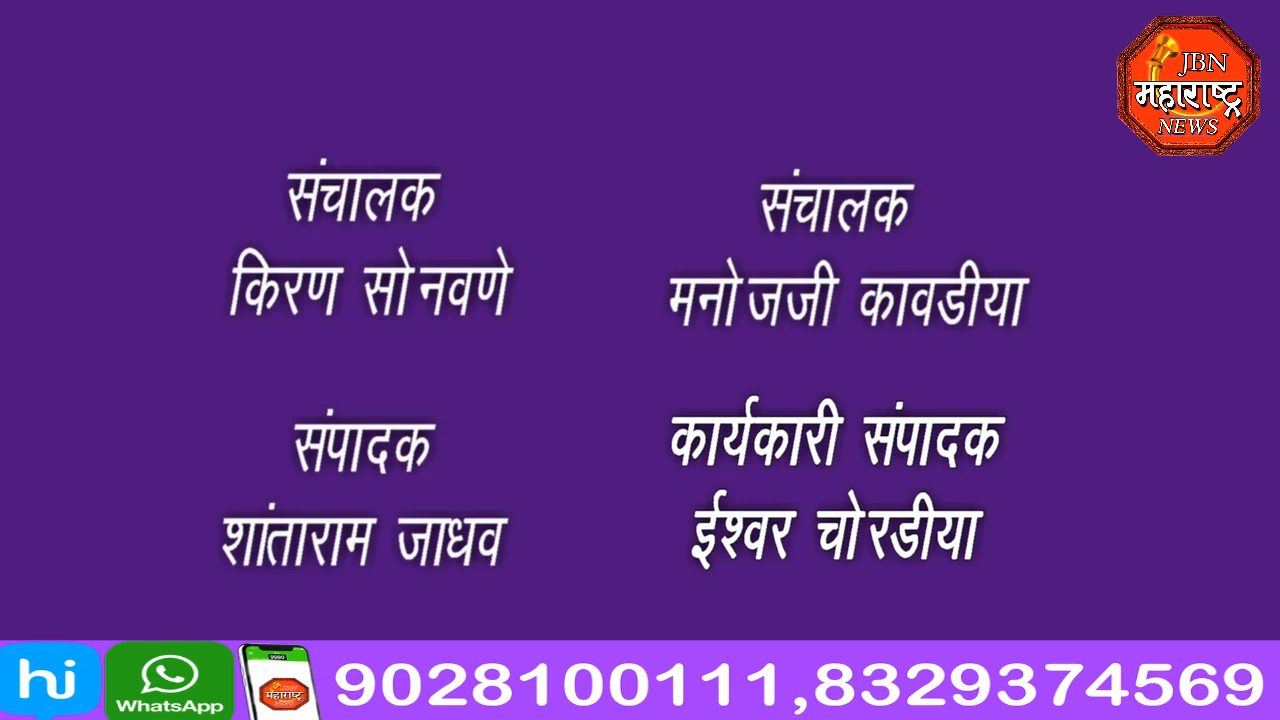 JBN
महाराष्ट्र
NEWS
संचालक
किरण सोनवणे
संचालक
मनोजजी कावडीया
संपादक
शांताराम जाधव
कार्यकारी संपादक
ईश्वर चोरडीया
hi
WhatsApp
महाराष्ट्र
9028100111,8329374569